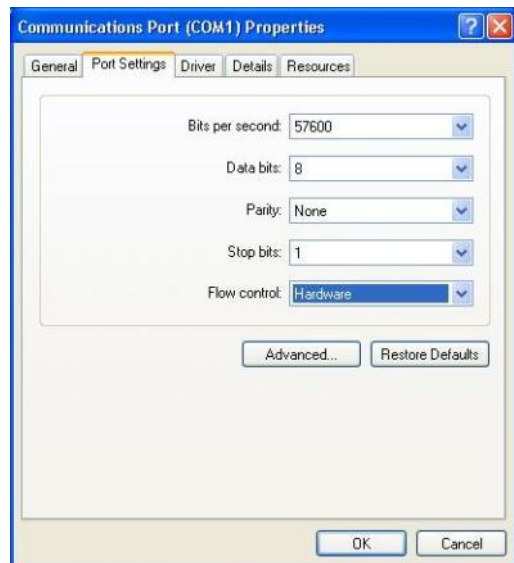 Communications Port (COM1) Properties
General Port Settings Driver Details Resources
Bits per second: 57600
Data bits: 8
Parity: None
Stop bits: 1
Flow control: Hardware
Advanced... Restore Defaults
OK Cancel